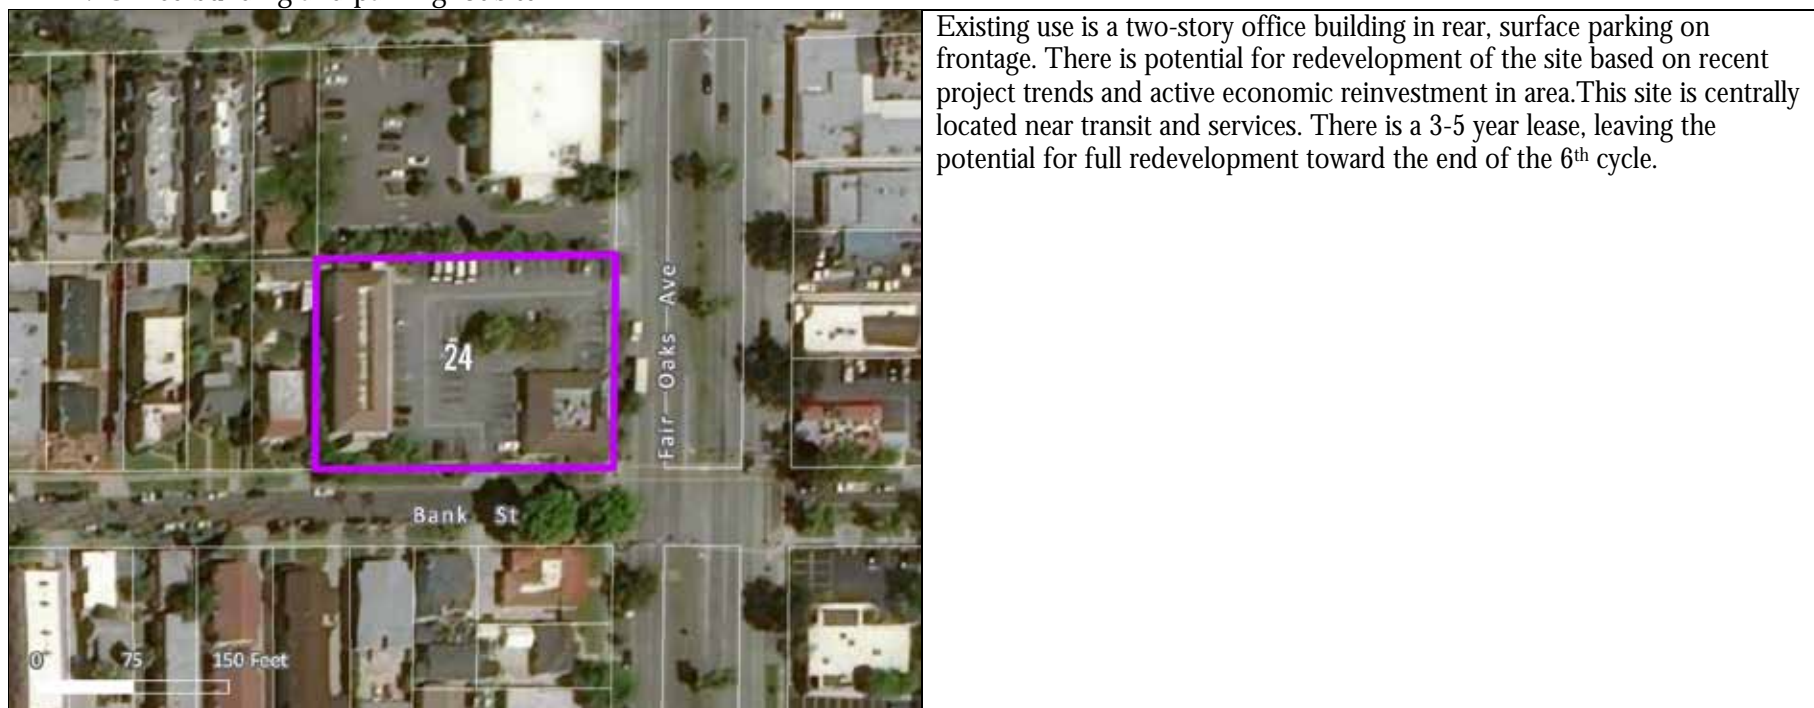 Existing use is a two-story office building in rear, surface parking on
frontage. There is potential for redevelopment of the site based on recent
project trends and active economic reinvestment in area.This site is centrally
located near transit and services. There is a 3-5 year lease, leaving the
potential for full redevelopment toward the end of the 6th cycle.
24
Fair Oaks Ave
Bank St
0 75 150 Feet